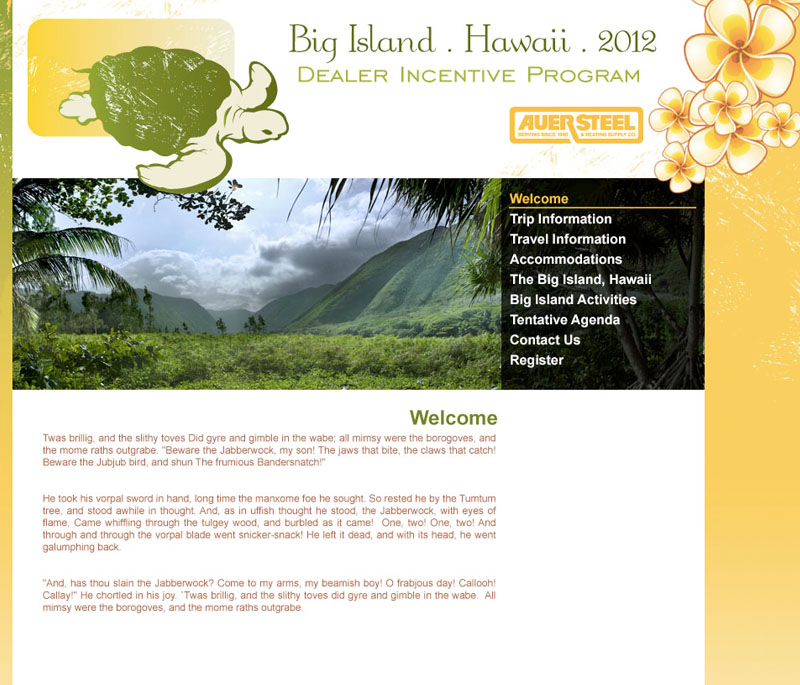 Big Island . Hawaii . 2012
Dealer Incentive Program
AUER STEEL
SERVING SINCE 1940 & HEATING SUPPLY CO.
Welcome
Trip Information
Travel Information
Accommodations
The Big Island, Hawaii
Big Island Activities
Tentative Agenda
Contact Us
Register
Welcome
Twas brillig, and the slithy toves Did gyre and gimble in the wabe; all mimsy were the borogoves, and
the mome raths outgrabe. "Beware the Jabberwock, my son! The jaws that bite, the claws that catch!
Beware the Jubjub bird, and shun The frumious Bandersnatch!"
He took his vorpal sword in hand, long time the manxome foe he sought. So rested he by the Tumtum
tree, and stood awhile in thought. And, as in uffish thought he stood, the Jabberwock, with eyes of
flame, Came whiffling through the tulgey wood, and burbled as it came! One, two! One, two! And
through and through the vorpal blade went snicker-snack! He left it dead, and with its head, he went
galumphing back.
"And, has thou slain the Jabberwock? Come to my arms, my beamish boy! O frabjous day! Callooh!
Callay!" He chortled in his joy. `Twas brillig, and the slithy toves did gyre and gimble in the wabe. All
mimsy were the borogoves, and the mome raths outgrabe.